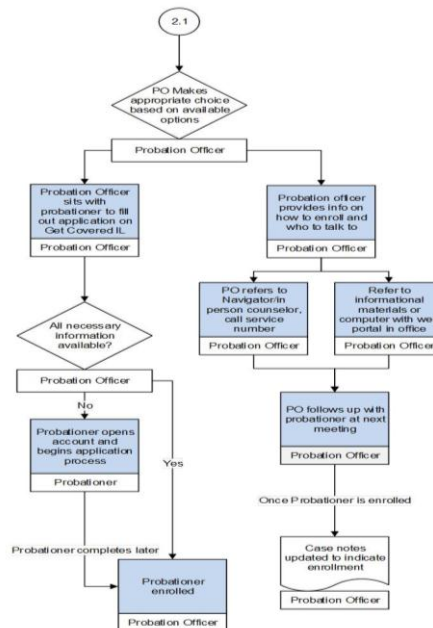 2.1
PO Makes
appropriate choice
based on available
options
Probation Officer
Probation Officer
sits with
probationer to fill
out application on
Get Covered IL
Probation Officer
Probation officer
provides info on
how to enroll and
who to talk to
Probation Officer
PO refers to
Navigator/in
person counselor,
call service
number
Probation Officer
Refer to
informational
materials or
computer with we
portal in office
Probation Officer
All necessary
information
available?
Probation Officer
No
Yes
Probationer opens
account and
begins application
process
Probationer
PO follows up with
probationer at next
meeting
Probation Officer
Once Probationer is enrolled
Probationer completes later
Case notes
updated to indicate
enrollment
Probation Officer
Probationer
enrolled
Probation Officer